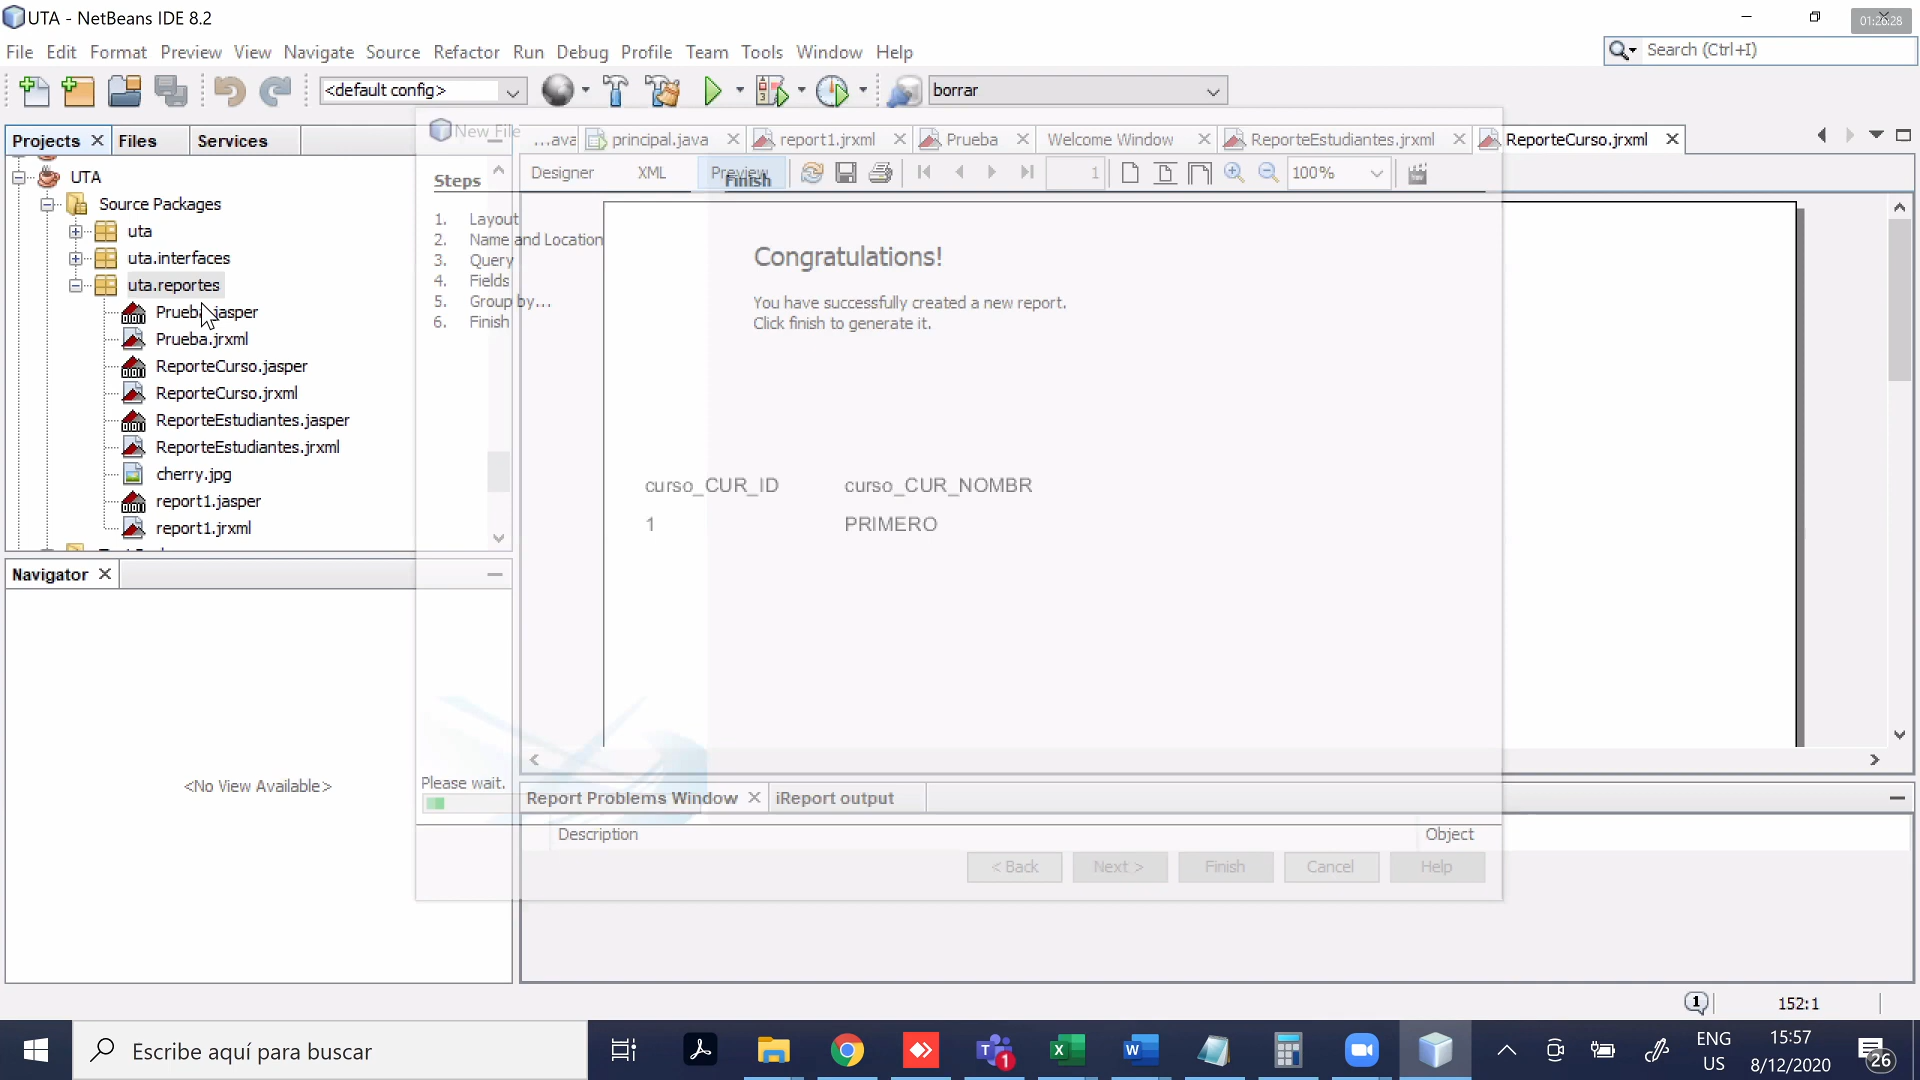 UTA - NetBeans IDE 8.2
01:26:28
File Edit Format Preview View Navigate Source Refactor Run Debug Profile Team Tools Window Help
Search (Ctrl+I)
<default config>
borrar
Projects
Files
Services
New File
...ava
principal.java
report1.jrxml
Prueba
Welcome Window
ReporteEstudiantes.jrxml
ReporteCurso.jrxml
Designer
XML
Preview
1
100%
Steps
Finish
1. Layout
2. Name and Location
3. Query
4. Fields
5. Group by...
6. Finish
UTA
Source Packages
uta
uta.interfaces
uta.reportes
Prueba.jasper
Prueba.jrxml
ReporteCurso.jasper
ReporteCurso.jrxml
ReporteEstudiantes.jasper
ReporteEstudiantes.jrxml
cherry.jpg
report1.jasper
report1.jrxml
Congratulations!
You have successfully created a new report.
Click finish to generate it.
curso_CUR_ID
curso_CUR_NOMBR
1
PRIMERO
Navigator
<No View Available>
Please wait.
Report Problems Window
iReport output
Description
Object
< Back
Next >
Finish
Cancel
Help
1
152:1
Escribe aquí para buscar
1
ENG
US
15:57
8/12/2020
26